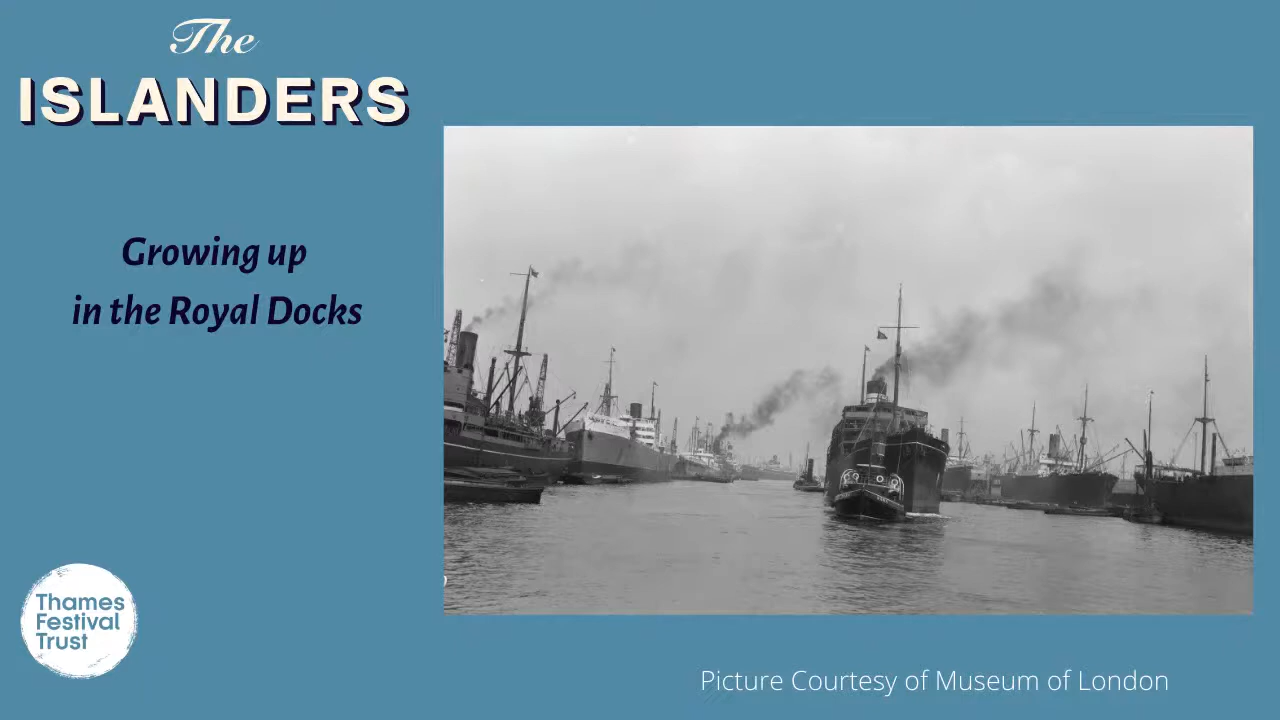 The
ISLANDERS
Growing up
in the Royal Docks
Thames
Festival
Trust
Picture Courtesy of Museum of London